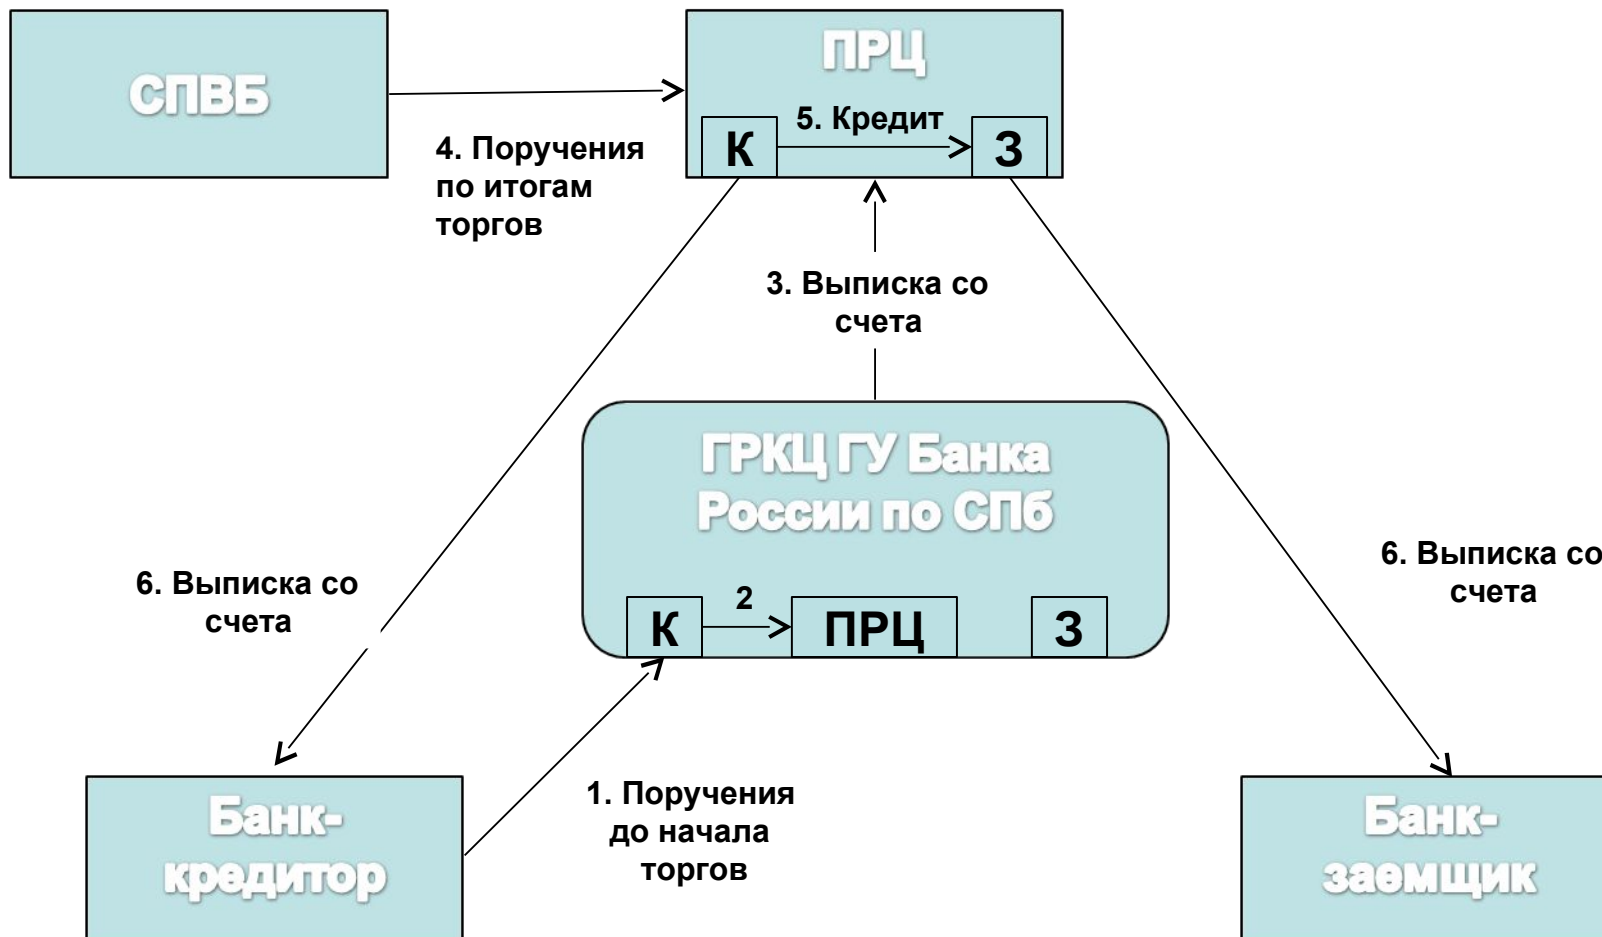 СПВБ
ПРЦ
5. Кредит
К
З
4. Поручения
по итогам
торгов
3. Выписка со
счета
ГРКЦ ГУ Банка
России по СПб
6. Выписка со
счета
6. Выписка со
счета
2
К
ПРЦ
З
1. Поручения
до начала
торгов
Банк-
кредитор
Банк-
заемщик